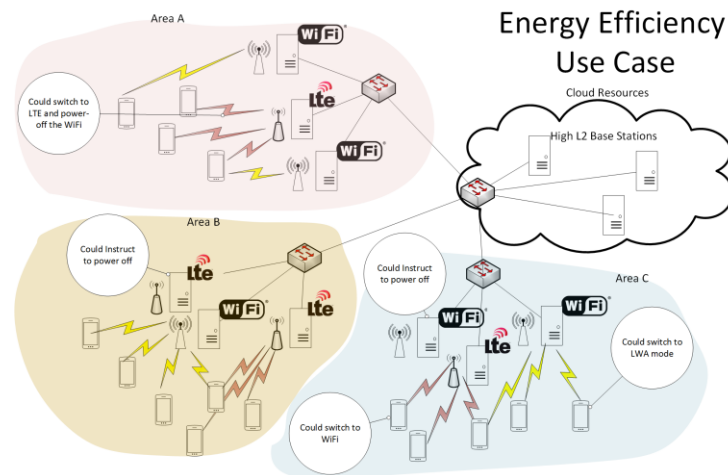 Energy Efficiency
Use Case
Area A
WiFi®
Could switch to
LTE and power-
off the WiFi
Lte
WiFi®
Cloud Resources
High L2 Base Stations
Area B
Could Instruct
to power off
Lte
WiFi®
Lte
Area C
Could Instruct
to power off
WiFi®
WiFi®
Lte
Could switch to
LWA mode
Could switch to
WiFi